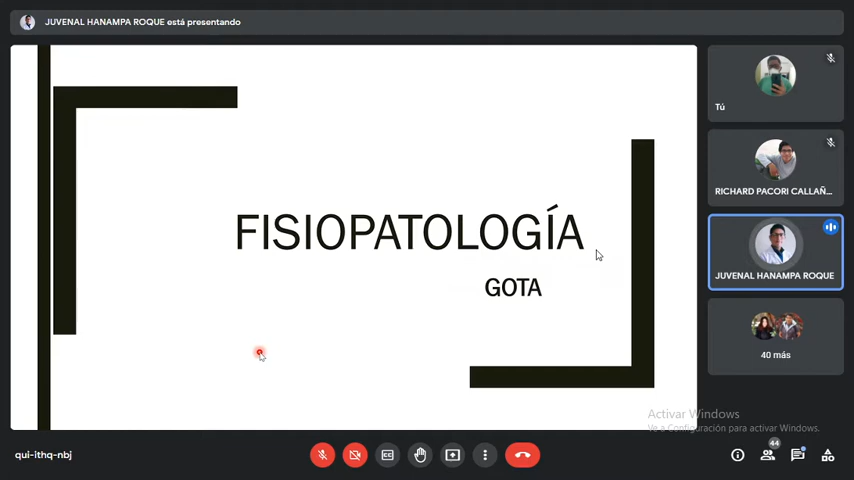 JUVENAL HANAMPA ROQUE está presentando
FISIOPATOLOGÍA
GOTA
Tú
RICHARD PACORI CALLAÑ...
JUVENAL HANAMPA ROQUE
40 más
Activar Windows
Ve a Configuración para activar Windows.
qui-ithq-nbj
CC
44